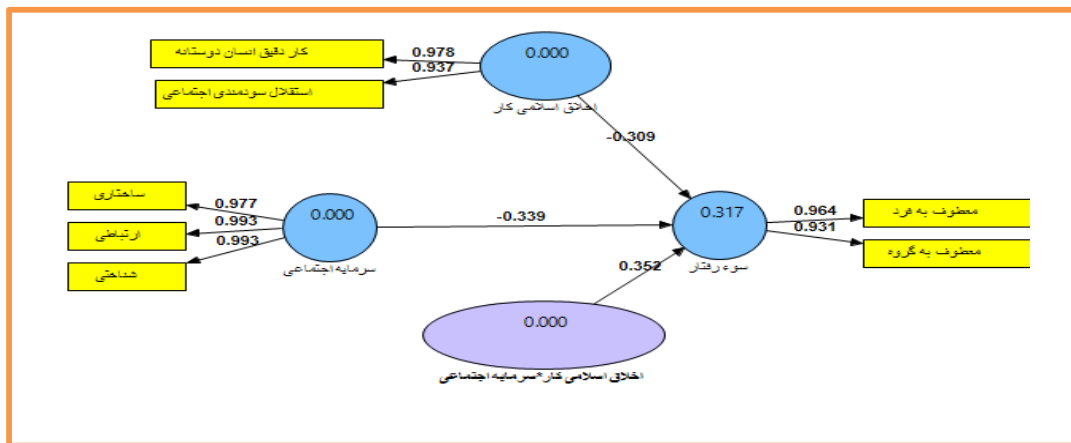 0.000
کار دقیق انسان دوستانه
0.978
0.937
استقلال سودمندی اجتماعی
اخلاق اسلامی کار
-0.309
ساختاری
0.977
0.000
-0.339
0.317
0.964
معطوف به فرد
ارتباطی
0.993
0.931
0.993
معطوف به گروه
شناختی
سرمایه اجتماعی
0.352
سوء رفتار
0.000
اخلاق اسلامی کار*سرمایه اجتماعی